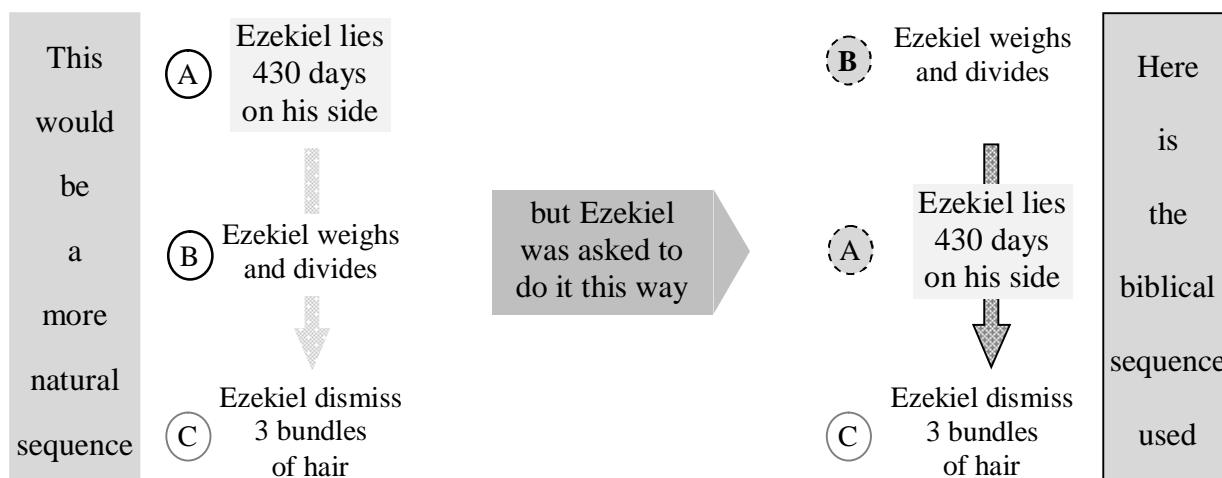 This
would
be
a
more
natural
sequence
A
Ezekiel lies
430 days
on his side
B
Ezekiel weighs
and divides
C
Ezekiel dismiss
3 bundles
of hair
but Ezekiel
was asked to
do it this way
B
Ezekiel weighs
and divides
A
Ezekiel lies
430 days
on his side
C
Ezekiel dismiss
3 bundles
of hair
Here
is
the
biblical
sequence
used